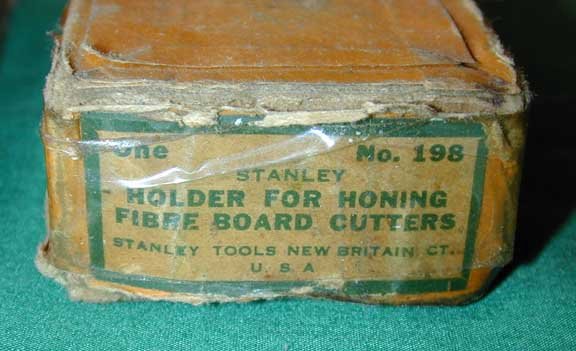 One No. 198
STANLEY
HOLDER FOR HONING
FIBRE BOARD CUTTERS
STANLEY TOOLS NEW BRITAIN CT.
U. S A